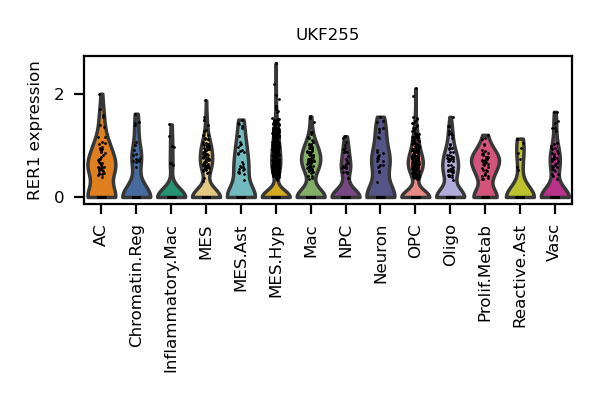 UKF255
RER1 expression
2
0
AC
Chromatin.Reg
Inflammatory.Mac
MES
MES.Ast
MES.Hyp
Mac
NPC
Neuron
OPC
Oligo
Prolif.Metab
Reactive.Ast
Vasc